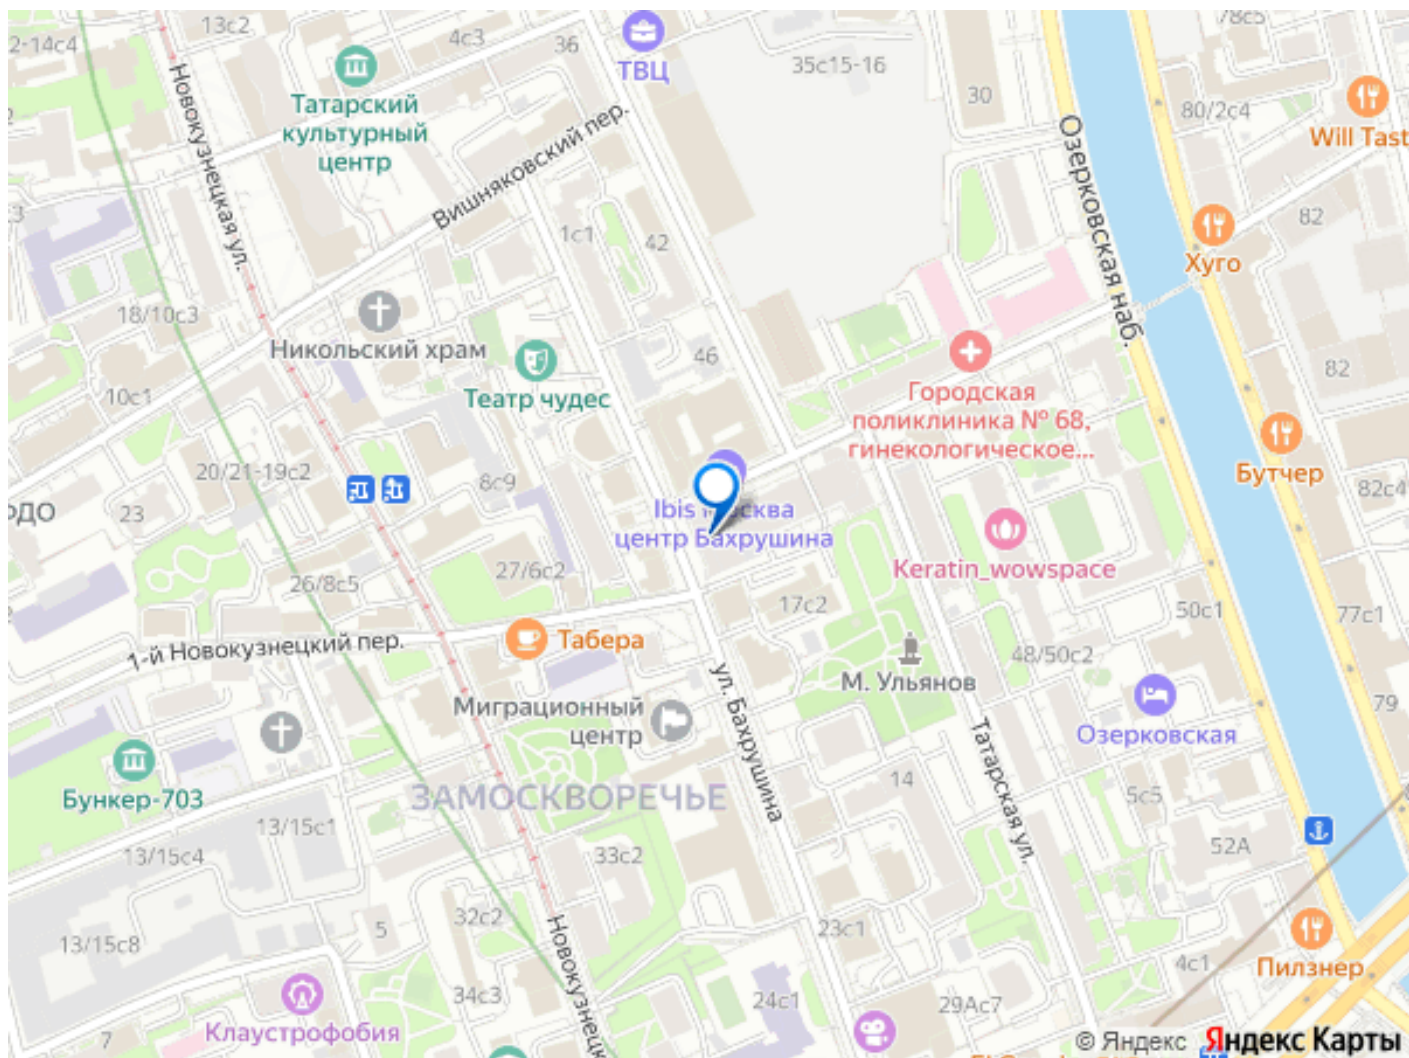 13с2
78с5
2-14с4
4с3
36
ТВЦ
35с15-16
30
80/2с4
Will Tast
Татарский
культурный
центр
Новокузнецкая ул.
Вишняковский пер.
Озерковская наб.
1с1
42
82
Хуго
18/10с3
Никольский храм
46
Театр чудес
82
10с1
Городская
поликлиника № 68,
гинекологическое...
20/21-19с2
8с9
Бутчер
82с4
23
Ibis Москва
центр Бахрушина
Keratin_wowspace
26/8с5
27/6с2
17с2
50с1
77с1
1-й Новокузнецкий пер.
Табера
48/50с2
М. Ульянов
ул. Бахрушина
Миграционный
центр
79
Озерковская
Татарская ул.
Бункер-703
ЗАМОСКВОРЕЧЬЕ
14
5с5
13/15с1
13/15с4
33с2
52А
32с2
5
13/15с8
23с1
Новокузнецк
Пилзнер
4с1
34с3
24с1
29Ас7
Клаустрофобия
7
© Яндекс Яндекс Карты